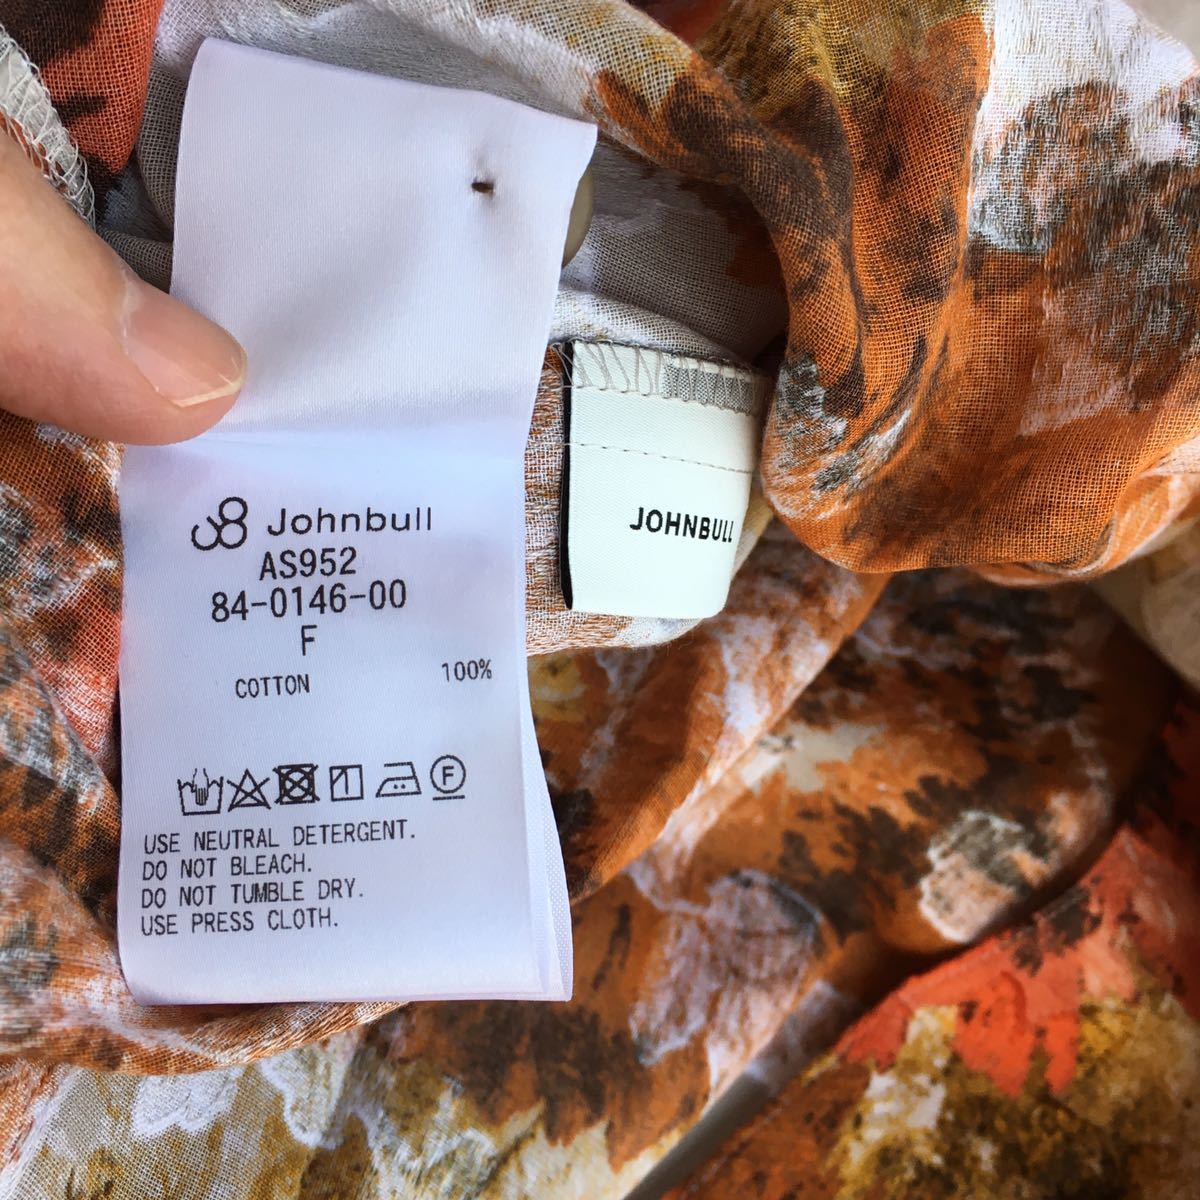 Johnbull
AS952
84-0146-00
F
COTTON 100%
F
USE NEUTRAL DETERGENT.
DO NOT BLEACH.
DO NOT TUMBLE DRY.
USE PRESS CLOTH.
JOHNBULL